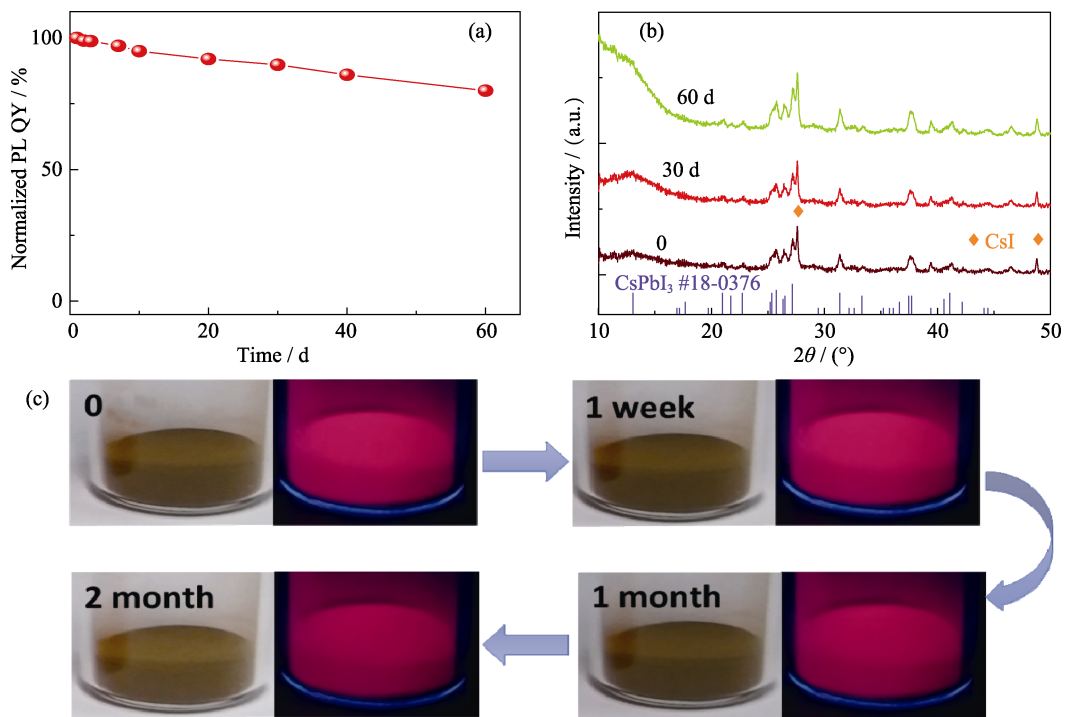 (a)
100
50
0
Normalized PL QY / %
0 20 40 60
Time / d
(b)
60 d
30 d
0
CsI
CsPbI₃ #18-0376
Intensity / (a.u.)
10 20 30 40 50
2θ / (°)
(c)
0
1 week
2 month
1 month